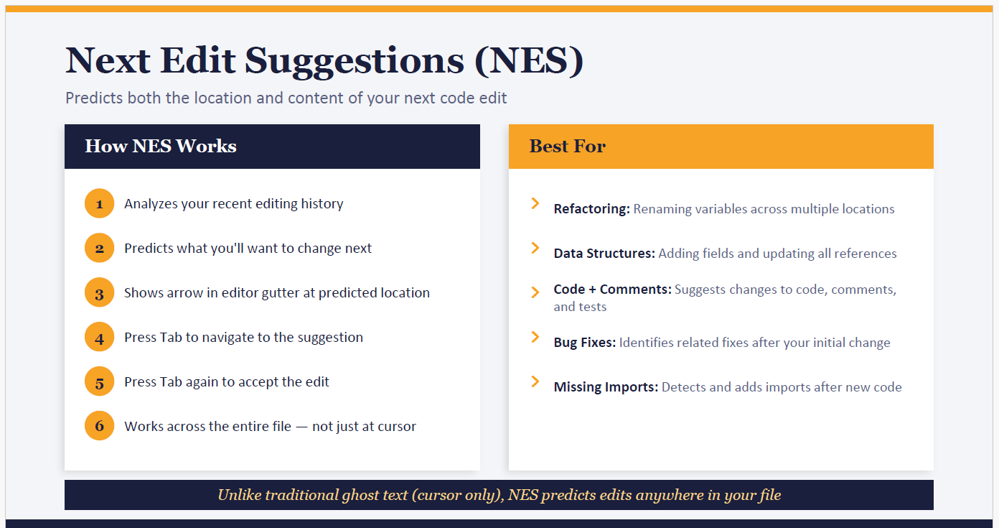 Next Edit Suggestions (NES)
Predicts both the location and content of your next code edit
How NES Works
1 Analyzes your recent editing history
2 Predicts what you'll want to change next
3 Shows arrow in editor gutter at predicted location
4 Press Tab to navigate to the suggestion
5 Press Tab again to accept the edit
6 Works across the entire file — not just at cursor
Best For
Refactoring: Renaming variables across multiple locations
Data Structures: Adding fields and updating all references
Code + Comments: Suggests changes to code, comments,
and tests
Bug Fixes: Identifies related fixes after your initial change
Missing Imports: Detects and adds imports after new code
Unlike traditional ghost text (cursor only), NES predicts edits anywhere in your file